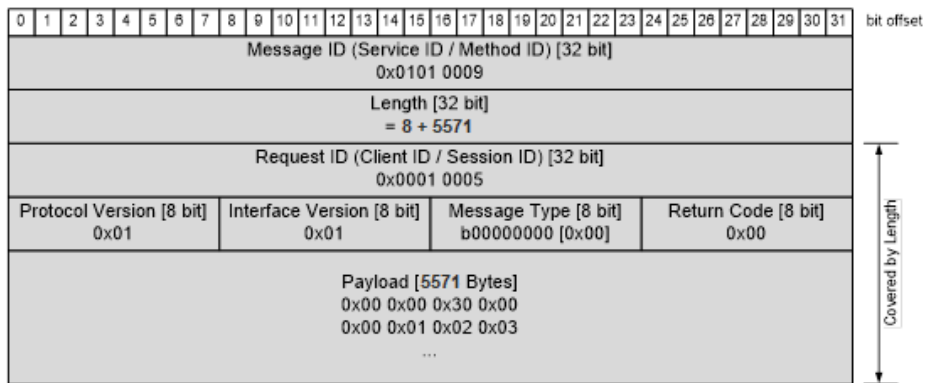 0 1 2 3 4 5 6 7 8 9 10 11 12 13 14 15 16 17 18 19 20 21 22 23 24 25 26 27 28 29 30 31 bit offset
Message ID (Service ID / Method ID) [32 bit]
0x0101 0009
Length [32 bit]
= 8 + 5571
Request ID (Client ID / Session ID) [32 bit]
0x0001 0005
Protocol Version [8 bit] Interface Version [8 bit] Message Type [8 bit] Return Code [8 bit]
0x01 0x01 b00000000 [0x00] 0x00
Payload [5571 Bytes]
0x00 0x00 0x30 0x00
0x00 0x01 0x02 0x03
...
Covered by Length